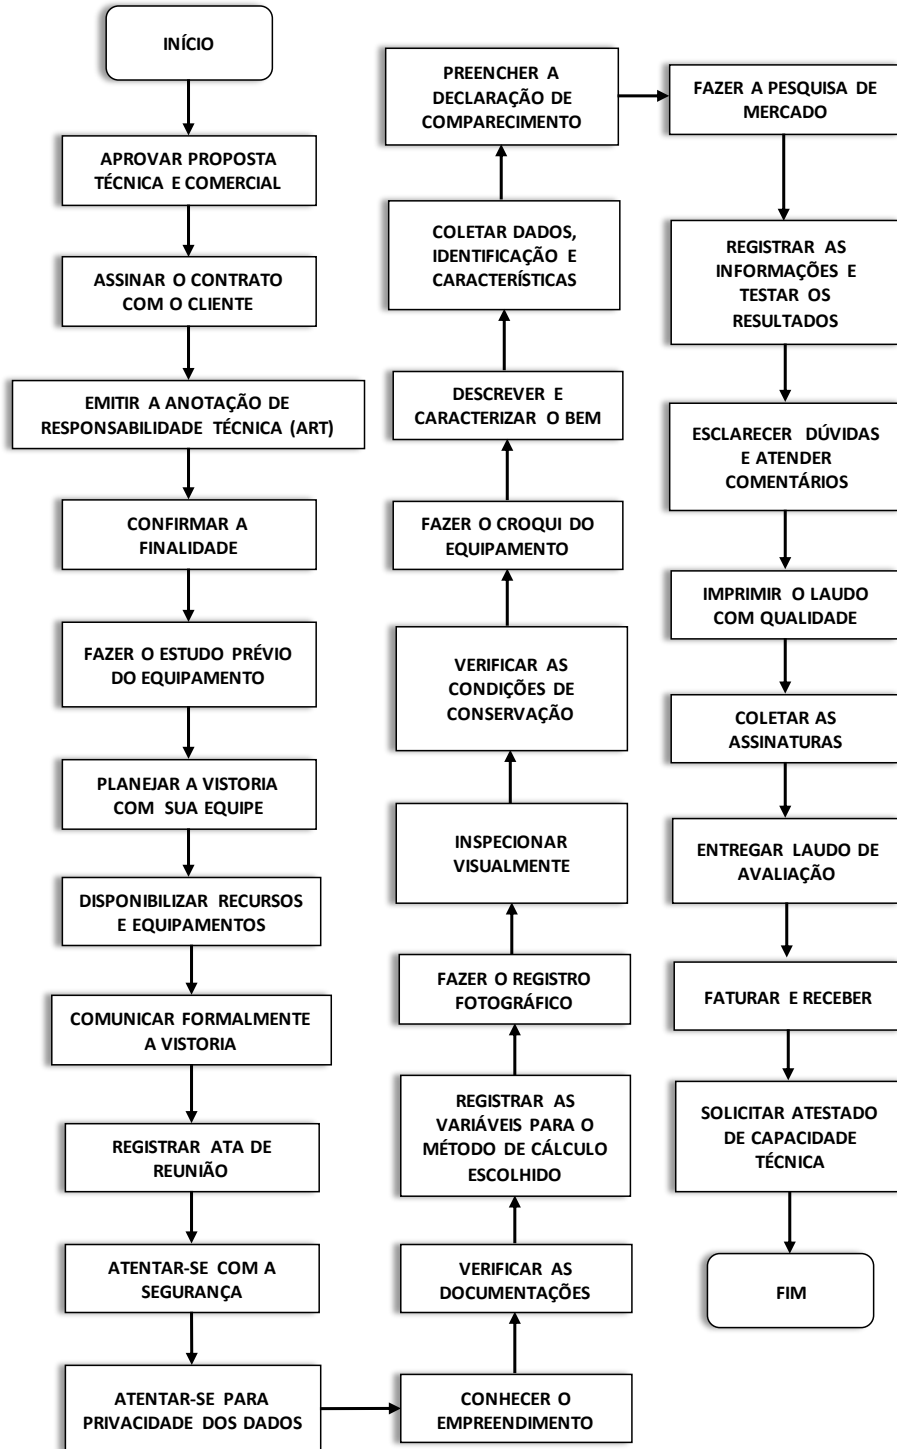 INÍCIO
APROVAR PROPOSTA
TÉCNICA E COMERCIAL
ASSINAR O CONTRATO
COM O CLIENTE
EMITIR A ANOTAÇÃO DE
RESPONSABILIDADE TÉCNICA (ART)
CONFIRMAR A
FINALIDADE
FAZER O ESTUDO PRÉVIO
DO EQUIPAMENTO
PLANEJAR A VISTORIA
COM SUA EQUIPE
DISPONIBILIZAR RECURSOS
E EQUIPAMENTOS
COMUNICAR FORMALMENTE
A VISTORIA
REGISTRAR ATA DE
REUNIÃO
ATENTAR-SE COM A
SEGURANÇA
ATENTAR-SE PARA
PRIVACIDADE DOS DADOS
CONHECER O
EMPREENDIMENTO
VERIFICAR AS
DOCUMENTAÇÕES
REGISTRAR AS
VARIÁVEIS PARA O
MÉTODO DE CÁLCULO
ESCOLHIDO
FAZER O REGISTRO
FOTOGRÁFICO
INSPECIONAR
VISUALMENTE
VERIFICAR AS
CONDIÇÕES DE
CONSERVAÇÃO
FAZER O CROQUI DO
EQUIPAMENTO
DESCREVER E
CARACTERIZAR O BEM
COLETAR DADOS,
IDENTIFICAÇÃO E
CARACTERÍSTICAS
PREENCHER A
DECLARAÇÃO DE
COMPARECIMENTO
FAZER A PESQUISA DE
MERCADO
REGISTRAR AS
INFORMAÇÕES E
TESTAR OS
RESULTADOS
ESCLARECER DÚVIDAS
E ATENDER
COMENTÁRIOS
IMPRIMIR O LAUDO
COM QUALIDADE
COLETAR AS
ASSINATURAS
ENTREGAR LAUDO DE
AVALIAÇÃO
FATURAR E RECEBER
SOLICITAR ATESTADO
DE CAPACIDADE
TÉCNICA
FIM